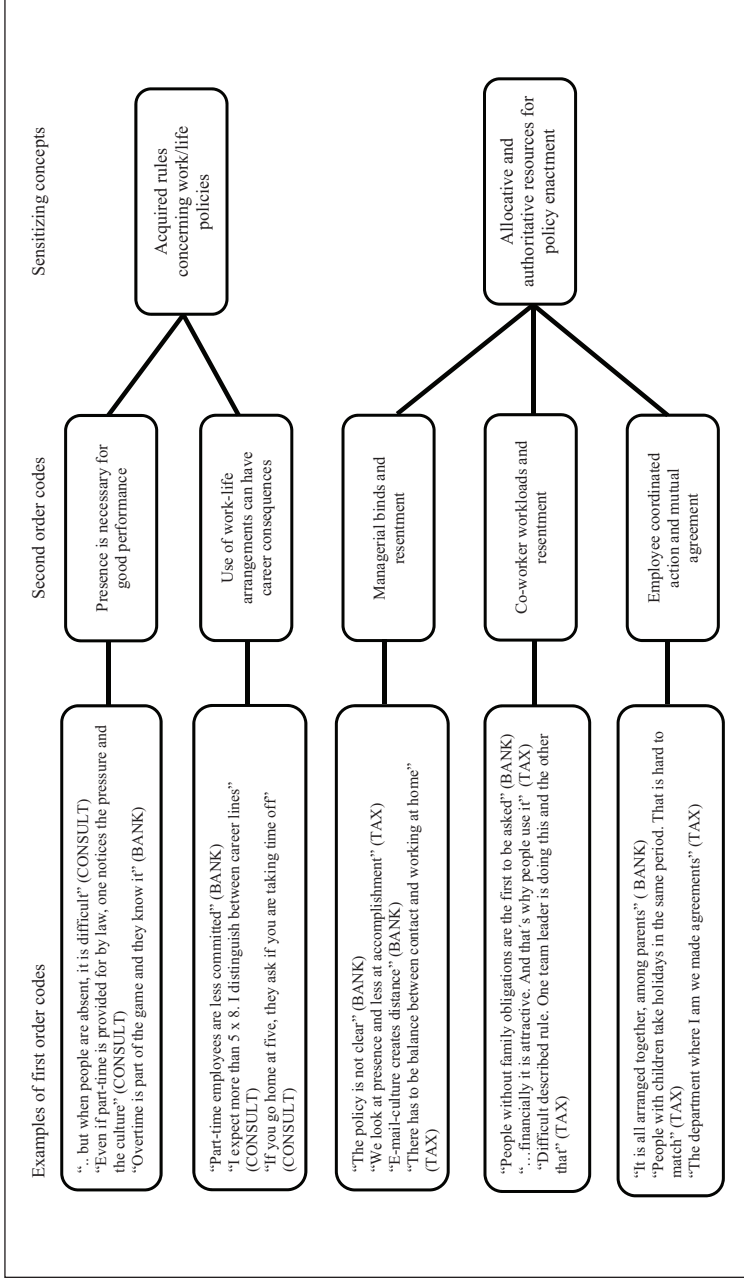 Examples of first order codes
Second order codes
Sensitizing concepts
“.. but when people are absent, it is difficult” (CONSULT)
“Even if part-time is provided for by law, one notices the pressure and
the culture” (CONSULT)
“Overtime is part of the game and they know it” (BANK)
Presence is necessary for
good performance
“Part-time employees are less committed” (BANK)
“I expect more than 5 x 8. I distinguish between career lines”
(CONSULT)
“If you go home at five, they ask if you are taking time off”
(CONSULT)
Use of work-life
arrangements can have
career consequences
Acquired rules
concerning work/life
policies
“The policy is not clear” (BANK)
“We look at presence and less at accomplishment” (TAX)
“E-mail-culture creates distance” (BANK)
“There has to be balance between contact and working at home”
(TAX)
Managerial binds and
resentment
“People without family obligations are the first to be asked” (BANK)
“…financially it is attractive. And that´s why people use it” (TAX)
“Difficult described rule. One team leader is doing this and the other
that” (TAX)
Co-worker workloads and
resentment
“It is all arranged together, among parents” ( BANK)
“People with children take holidays in the same period. That is hard to
match” (TAX)
“The department where I am we made agreements” (TAX)
Employee coordinated
action and mutual
agreement
Allocative and
authoritative resources for
policy enactment